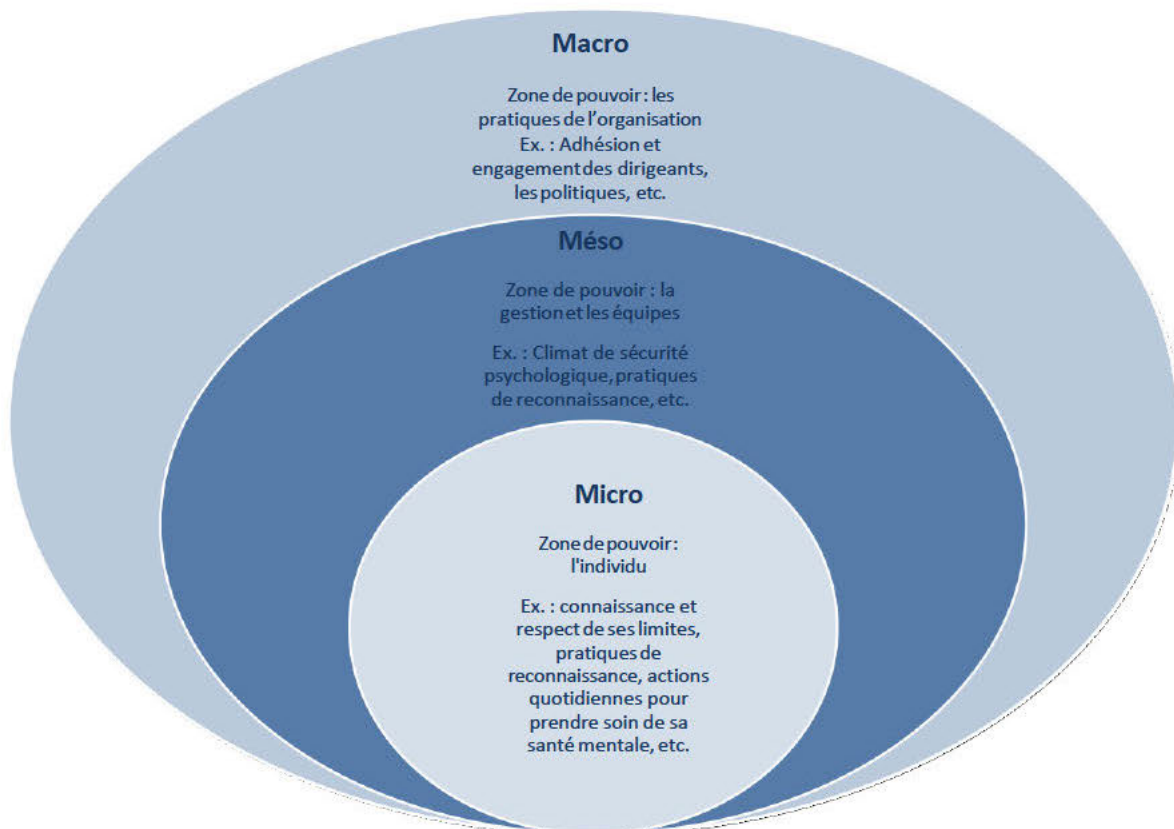 Macro
Zone de pouvoir : les
pratiques de l'organisation
Ex. : Adhésion et
engagement des dirigeants,
les politiques, etc.
Méso
Zone de pouvoir : la
gestion et les équipes
Ex. : Climat de sécurité
psychologique, pratiques
de reconnaissance, etc.
Micro
Zone de pouvoir :
l'individu
Ex. : connaissance et
respect de ses limites,
pratiques de
reconnaissance, actions
quotidiennes pour
prendre soin de sa
santé mentale, etc.